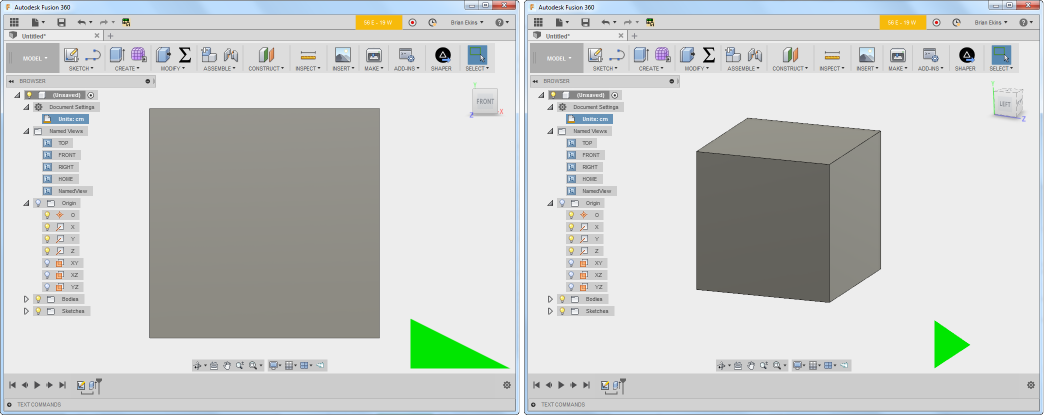 Autodesk Fusion 360
56 E - 19 W
Brian Ekins
Untitled*
MODEL
SKETCH
CREATE
MODIFY
ASSEMBLE
CONSTRUCT
INSPECT
INSERT
MAKE
ADD-INS
SHAPER
SELECT
BROWSER
(Unsaved)
Document Settings
Units: cm
Named Views
TOP
FRONT
RIGHT
HOME
NamedView
Origin
O
X
Y
Z
XY
XZ
YZ
Bodies
Sketches
FRONT
Z
X
TEXT COMMANDS
Autodesk Fusion 360
56 E - 19 W
Brian Ekins
Untitled*
MODEL
SKETCH
CREATE
MODIFY
ASSEMBLE
CONSTRUCT
INSPECT
INSERT
MAKE
ADD-INS
SHAPER
SELECT
BROWSER
(Unsaved)
Document Settings
Units: cm
Named Views
TOP
FRONT
RIGHT
HOME
NamedView
Origin
O
X
Y
Z
XY
XZ
YZ
Bodies
Sketches
LEFT
Z
TEXT COMMANDS